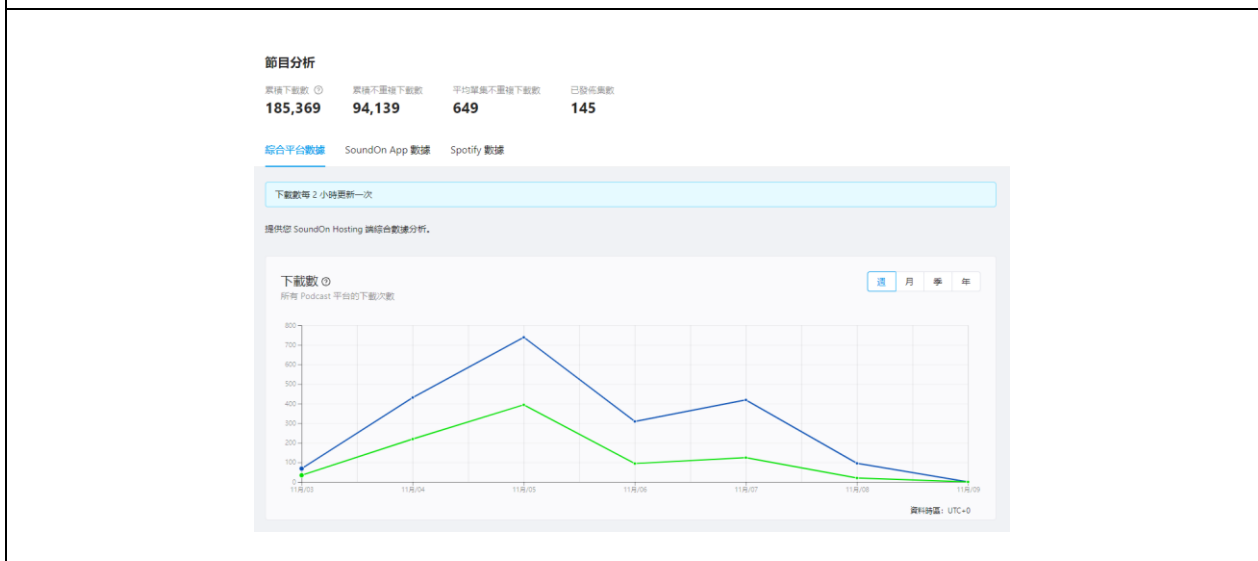 節目分析
累積下載數 累積不重複下載數 平均單集不重複下載數 已發佈集數
185,369 94,139 649 145
綜合平台數據 SoundOn App 數據 Spotify 數據
下載數每 2 小時更新一次
提供您 SoundOn Hosting 端綜合數據分析。
下載數
週 月 季 年
所有 Podcast 平台的下載次數
800
700
600
500
400
300
200
100
0
11月/03 11月/04 11月/05 11月/06 11月/07 11月/08 11月/09
資料時區：UTC+0